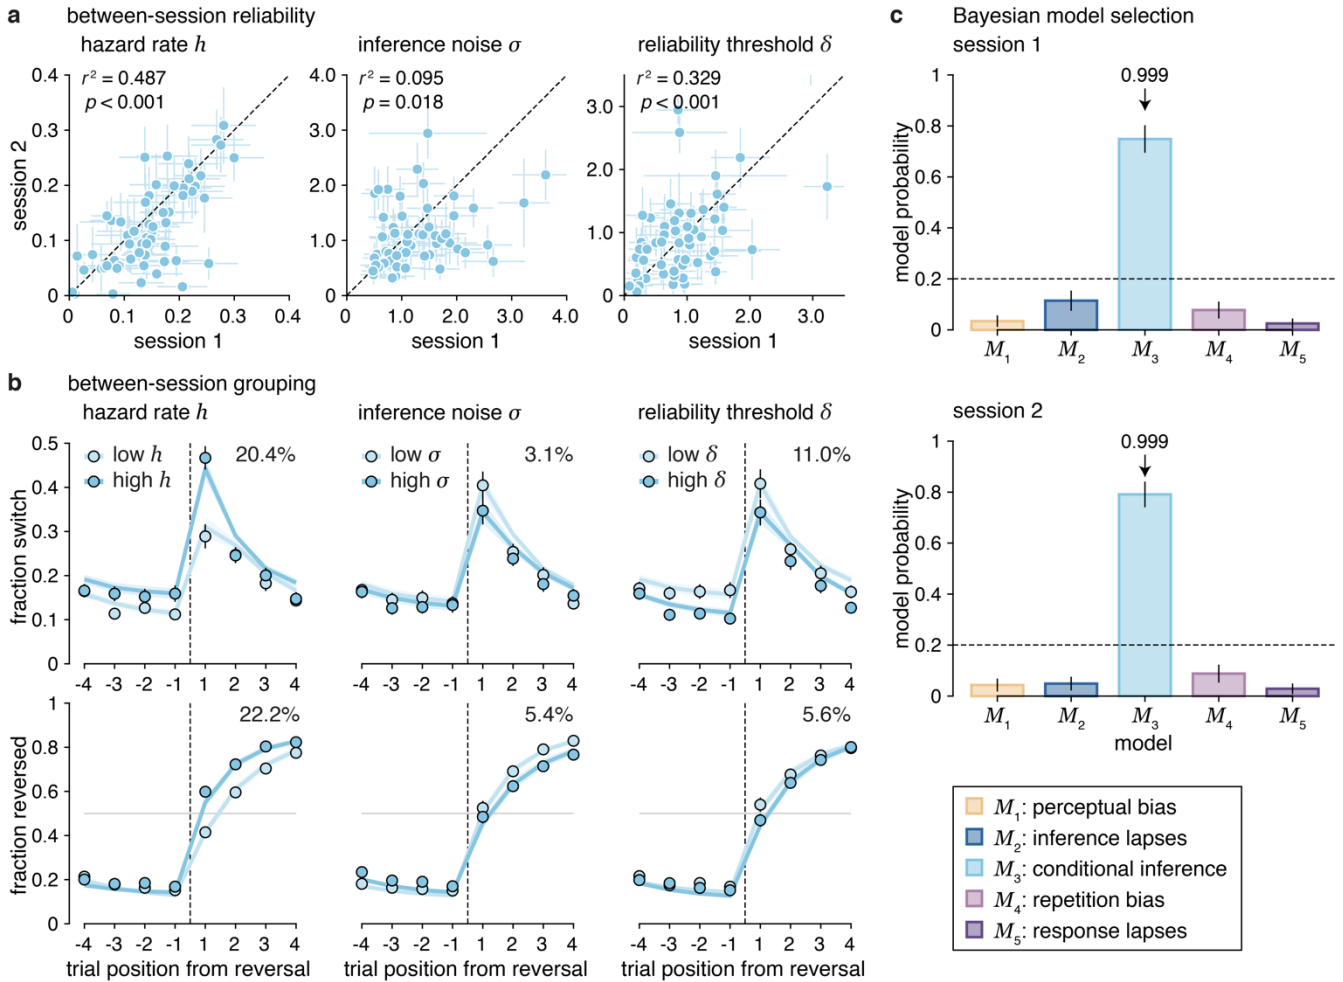 a between-session reliability
hazard rate h
r² = 0.487
p < 0.001
session 2
0.4
0.3
0.2
0.1
0
0 0.1 0.2 0.3 0.4
session 1
inference noise σ
r² = 0.095
p = 0.018
4.0
3.0
2.0
1.0
0
0 1.0 2.0 3.0 4.0
session 1
reliability threshold δ
r² = 0.329
p < 0.001
3.0
2.0
1.0
0
0 1.0 2.0 3.0
session 1
b between-session grouping
hazard rate h
low h
high h
20.4%
fraction switch
0.5
0.4
0.3
0.2
0.1
0
-4 -3 -2 -1 1 2 3 4
inference noise σ
low σ
high σ
3.1%
-4 -3 -2 -1 1 2 3 4
reliability threshold δ
low δ
high δ
11.0%
-4 -3 -2 -1 1 2 3 4
22.2%
fraction reversed
1
0.8
0.6
0.4
0.2
0
-4 -3 -2 -1 1 2 3 4
trial position from reversal
5.4%
-4 -3 -2 -1 1 2 3 4
trial position from reversal
5.6%
-4 -3 -2 -1 1 2 3 4
trial position from reversal
c Bayesian model selection
session 1
0.999
model probability
1
0.8
0.6
0.4
0.2
0
M₁ M₂ M₃ M₄ M₅
session 2
0.999
model probability
1
0.8
0.6
0.4
0.2
0
M₁ M₂ M₃ M₄ M₅
model
M₁: perceptual bias
M₂: inference lapses
M₃: conditional inference
M₄: repetition bias
M₅: response lapses